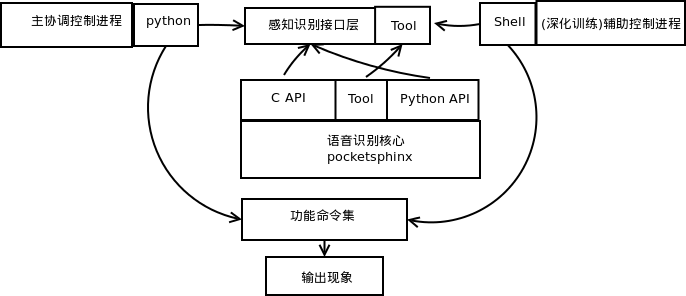 主协调控制进程 python 感知识别接口层 Tool Shell (深化训练)辅助控制进程
C API Tool Python API
语音识别核心
pocketsphinx
功能命令集
输出现象